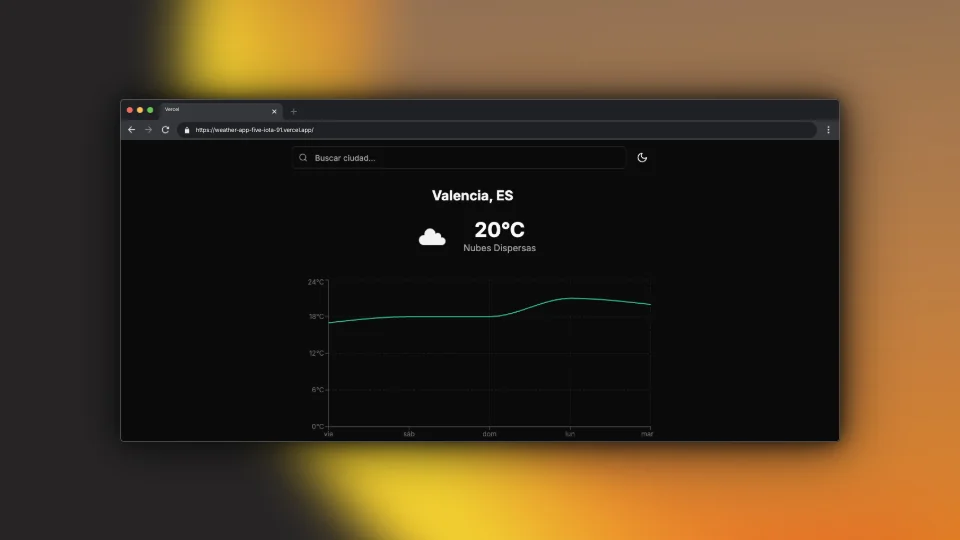 Vercel
https://weather-app-five-iota-91.vercel.app/
Buscar ciudad...
Valencia, ES
20°C
Nubes Dispersas
24°C
18°C
12°C
6°C
0°C
vie sáb dom lun mar